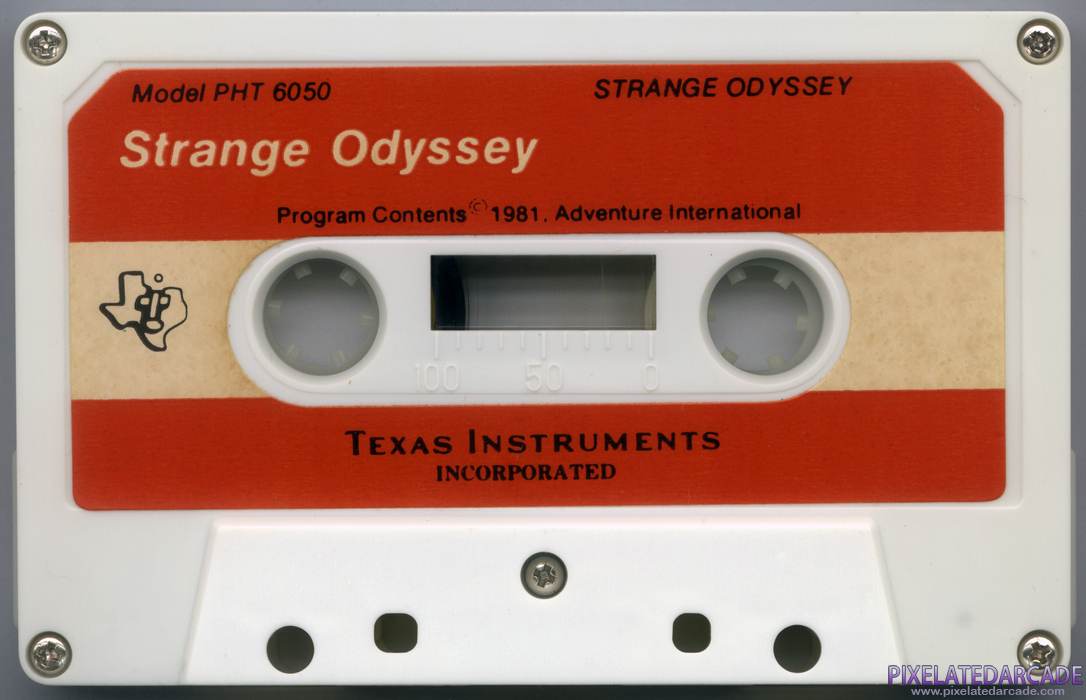 Model PHT 6050 STRANGE ODYSSEY
Strange Odyssey
Program Contents © 1981, Adventure International
100 50 0
TEXAS INSTRUMENTS
INCORPORATED
PIXELATEDARCADE
www.pixelatedarcade.com